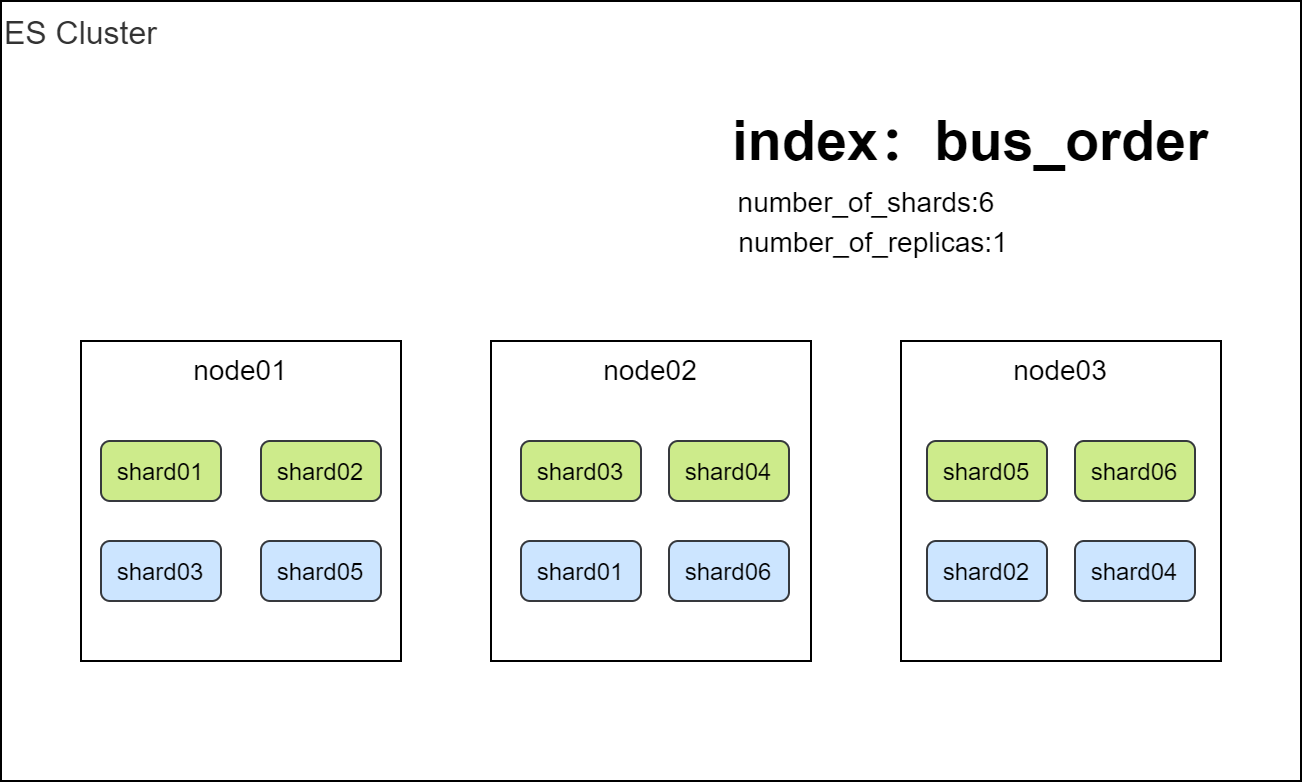 ES Cluster
index：bus_order
number_of_shards:6
number_of_replicas:1
node01
shard01 shard02
shard03 shard05
node02
shard03 shard04
shard01 shard06
node03
shard05 shard06
shard02 shard04